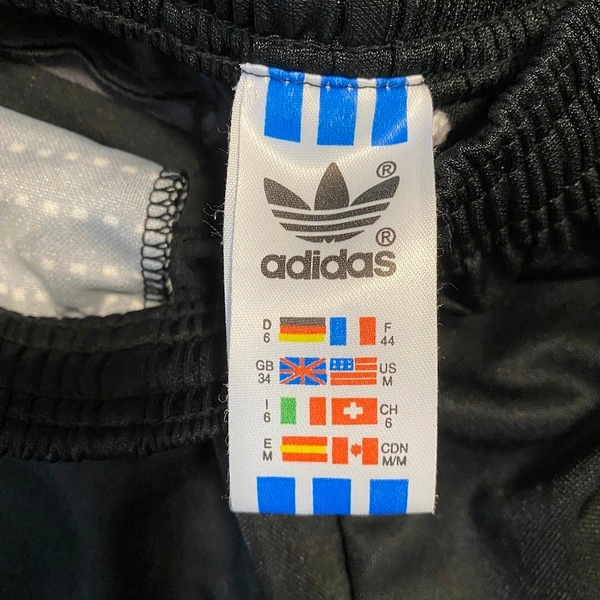 ®
®
adidas
D F
6 44
GB US
34 M
I CH
6 6
E CDN
M M/M